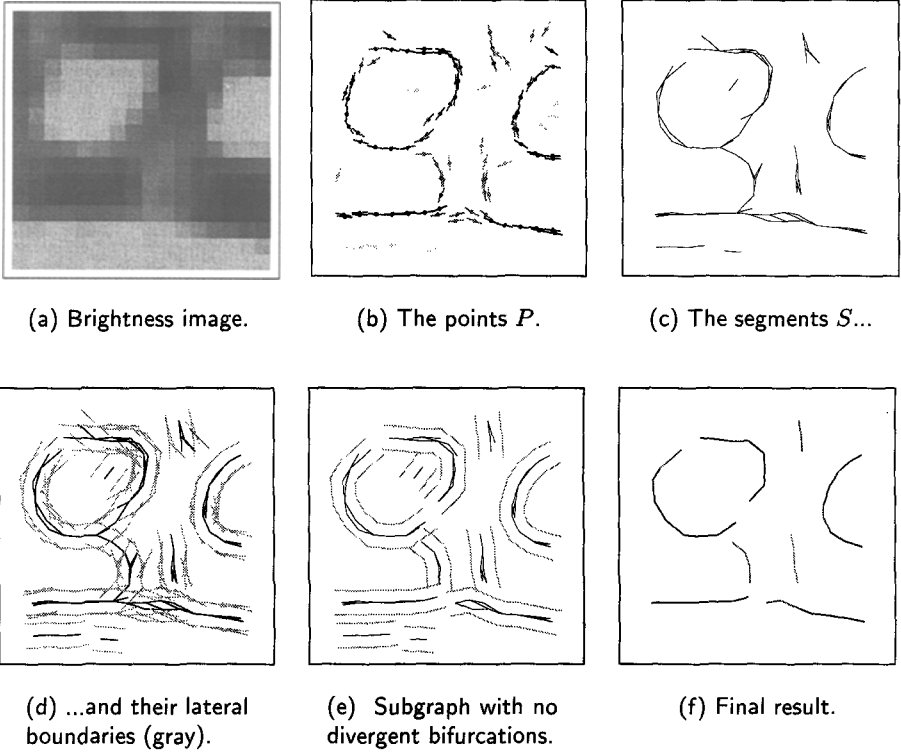 (a) Brightness image.
(b) The points P.
(c) The segments S...
(d) ...and their lateral
boundaries (gray).
(e) Subgraph with no
divergent bifurcations.
(f) Final result.